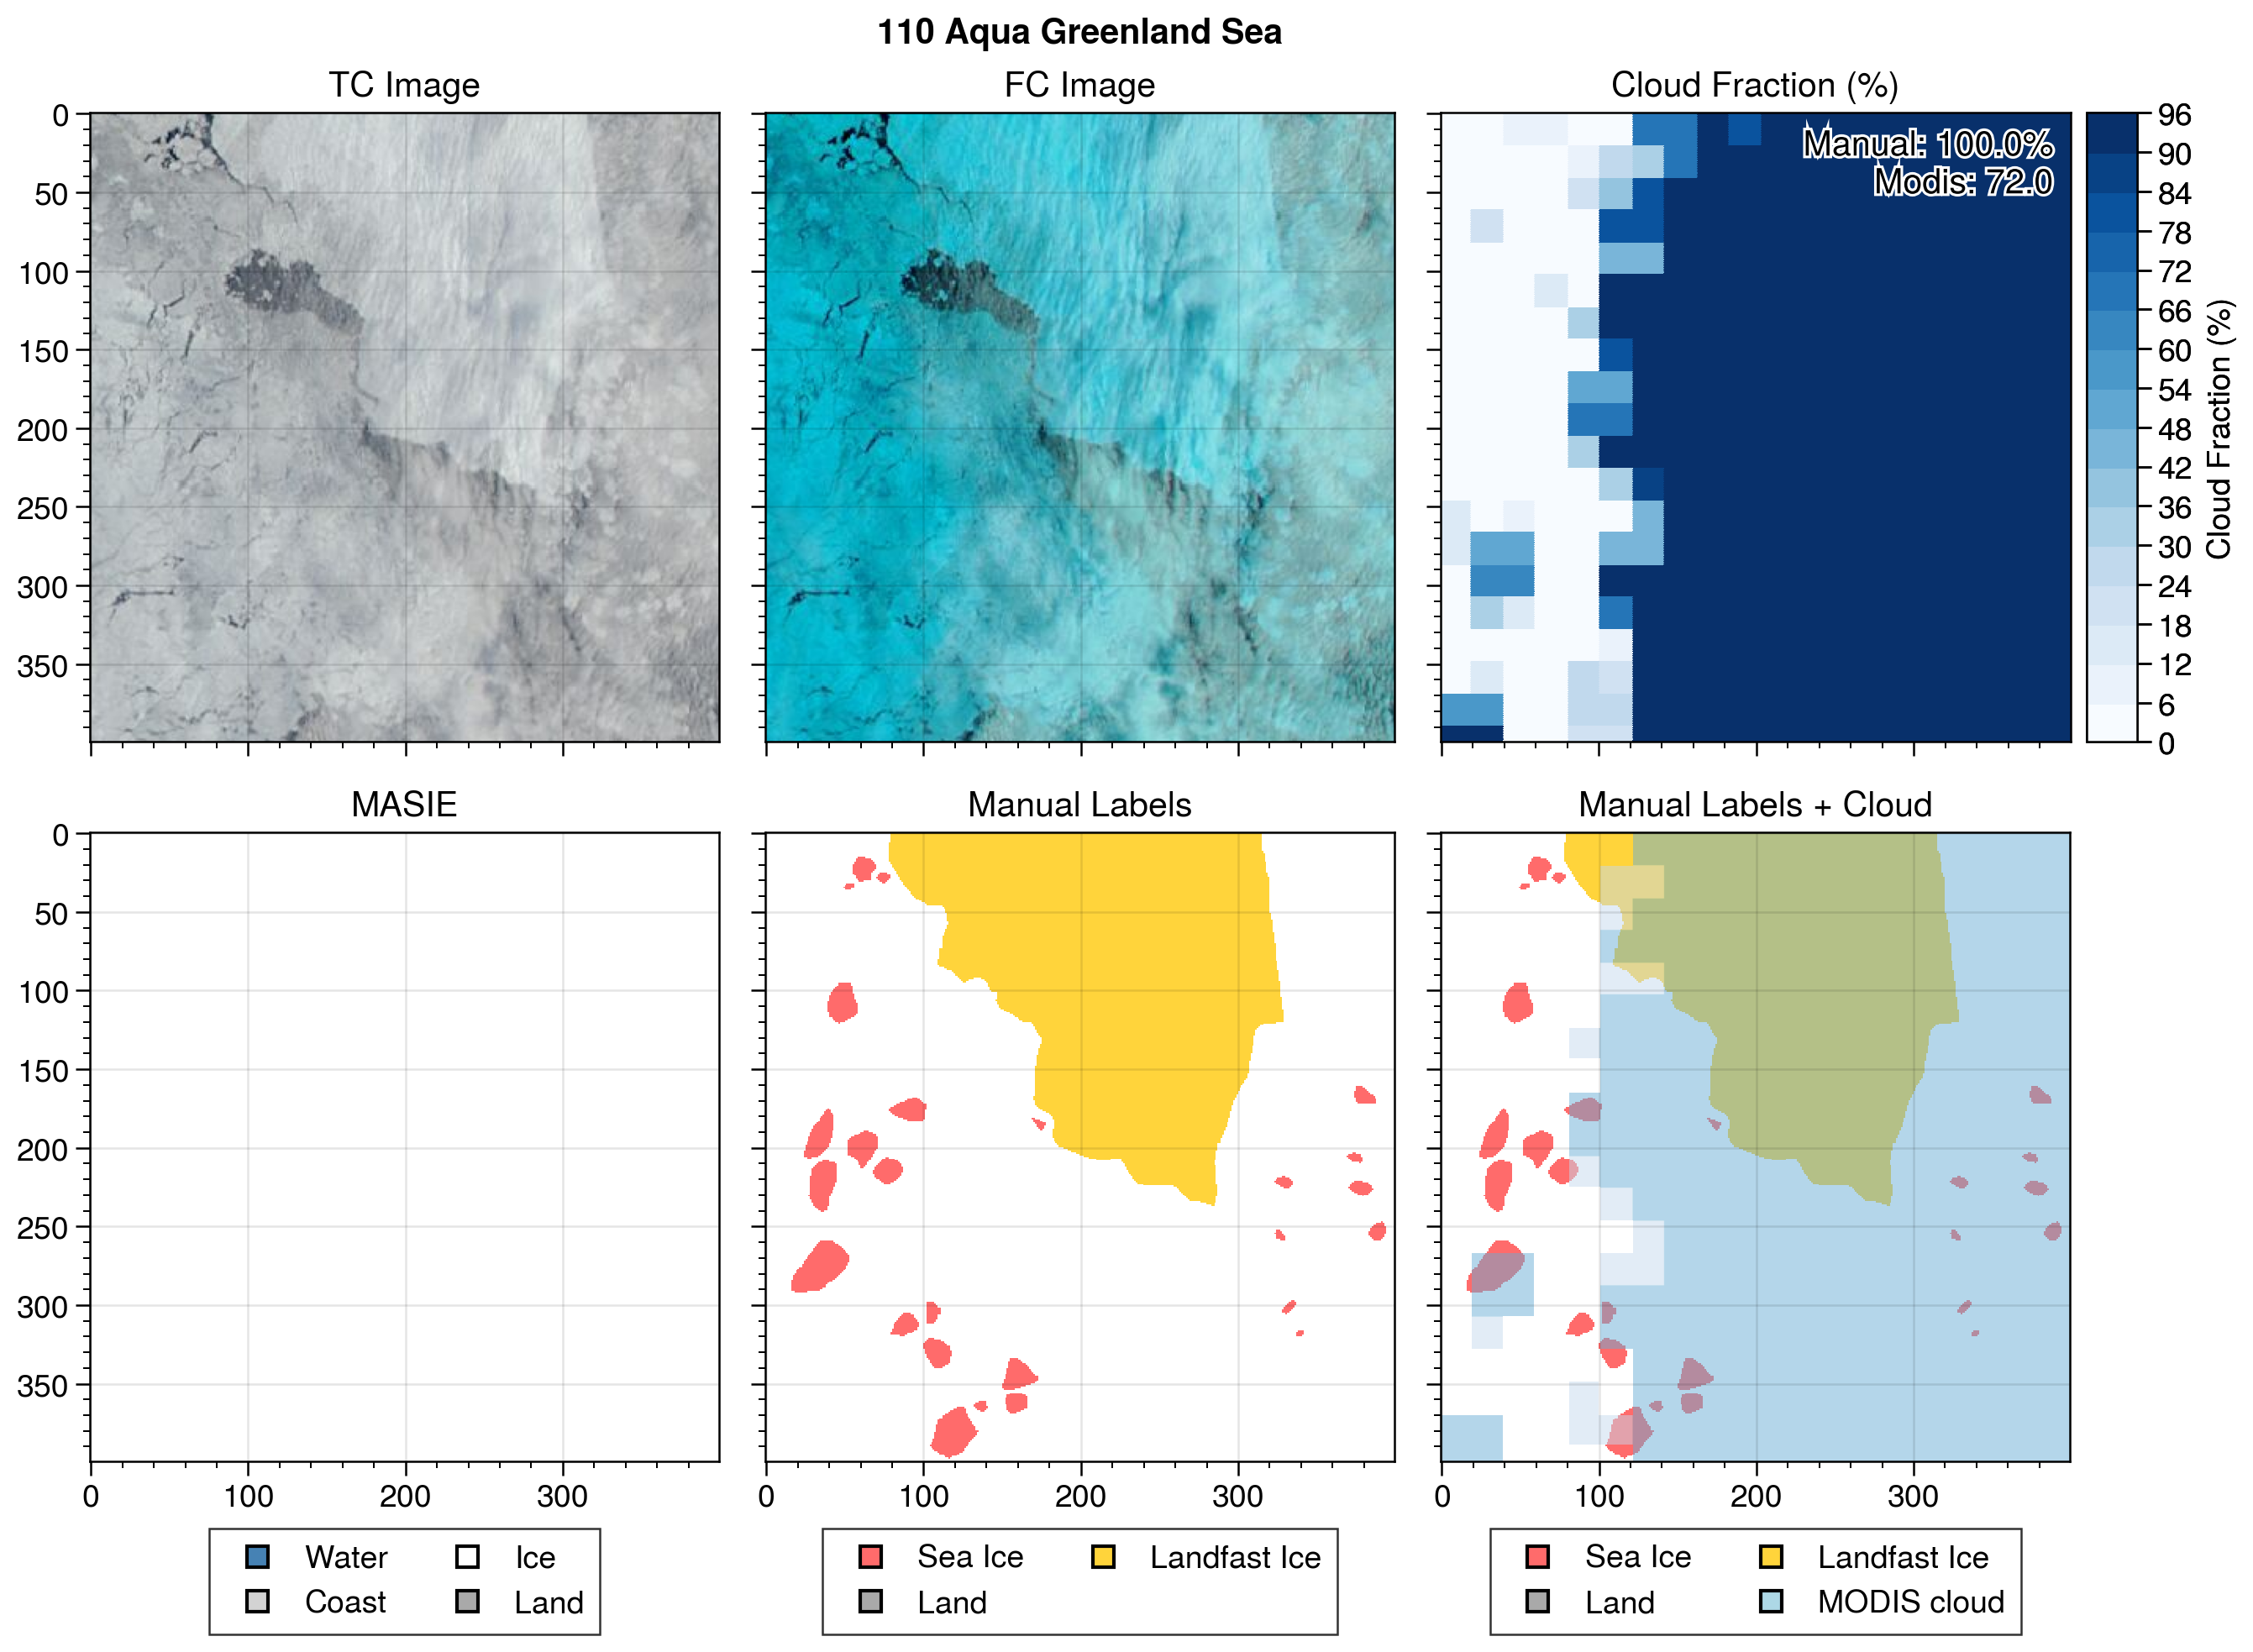 110 Aqua Greenland Sea
TC Image
FC Image
Cloud Fraction (%)
0
50
100
150
200
250
300
350
Manual: 100.0%
Modis: 72.0
96
90
84
78
72
66
60
54
48
42
36
30
24
18
12
6
0
Cloud Fraction (%)
MASIE
Manual Labels
Manual Labels + Cloud
0
50
100
150
200
250
300
350
0 100 200 300
0 100 200 300
0 100 200 300
Water Ice
Coast Land
Sea Ice Landfast Ice
Land
Sea Ice Landfast Ice
Land MODIS cloud